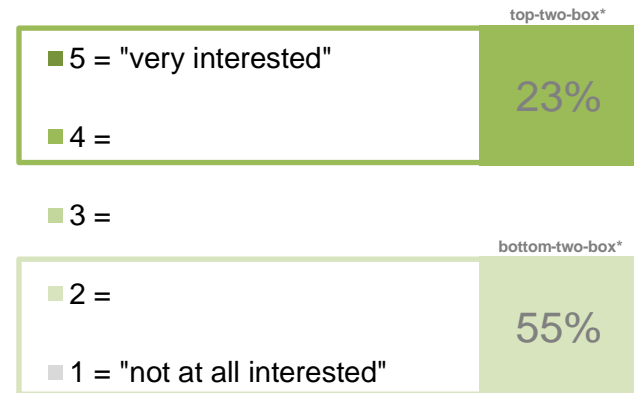 top-two-box*
5 = "very interested"
23%
4 =
3 =
bottom-two-box*
2 =
55%
1 = "not at all interested"